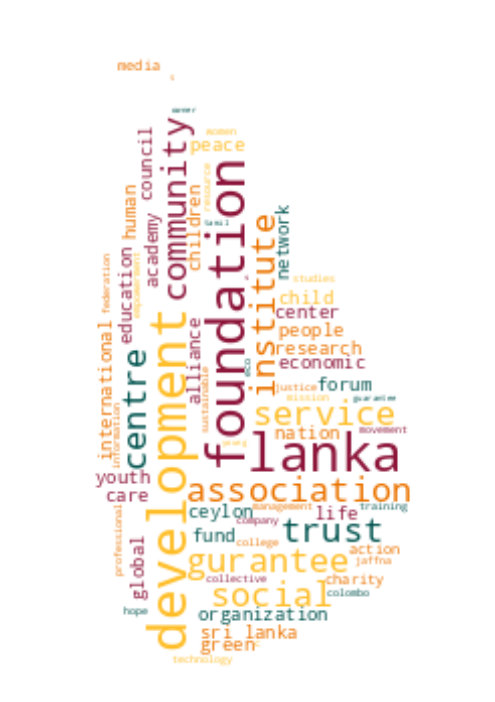 media
s
owner
women
peace
community
council
human
children
resource
foundation
tamil
academy
network
institute
education
empowerment
federation
studies
child
center
people
research
economic
eco
international
centre
development
alliance
sustainable
justice
forum
mission
guarantee
service
information
nation
movement
young
lanka
youth
care
association
ceylon
management
life
training
professional
company
trust
fund
college
global
action
gurantee
jaffna
collective
charity
social
colombo
hope
organization
sri lanka
green
technology